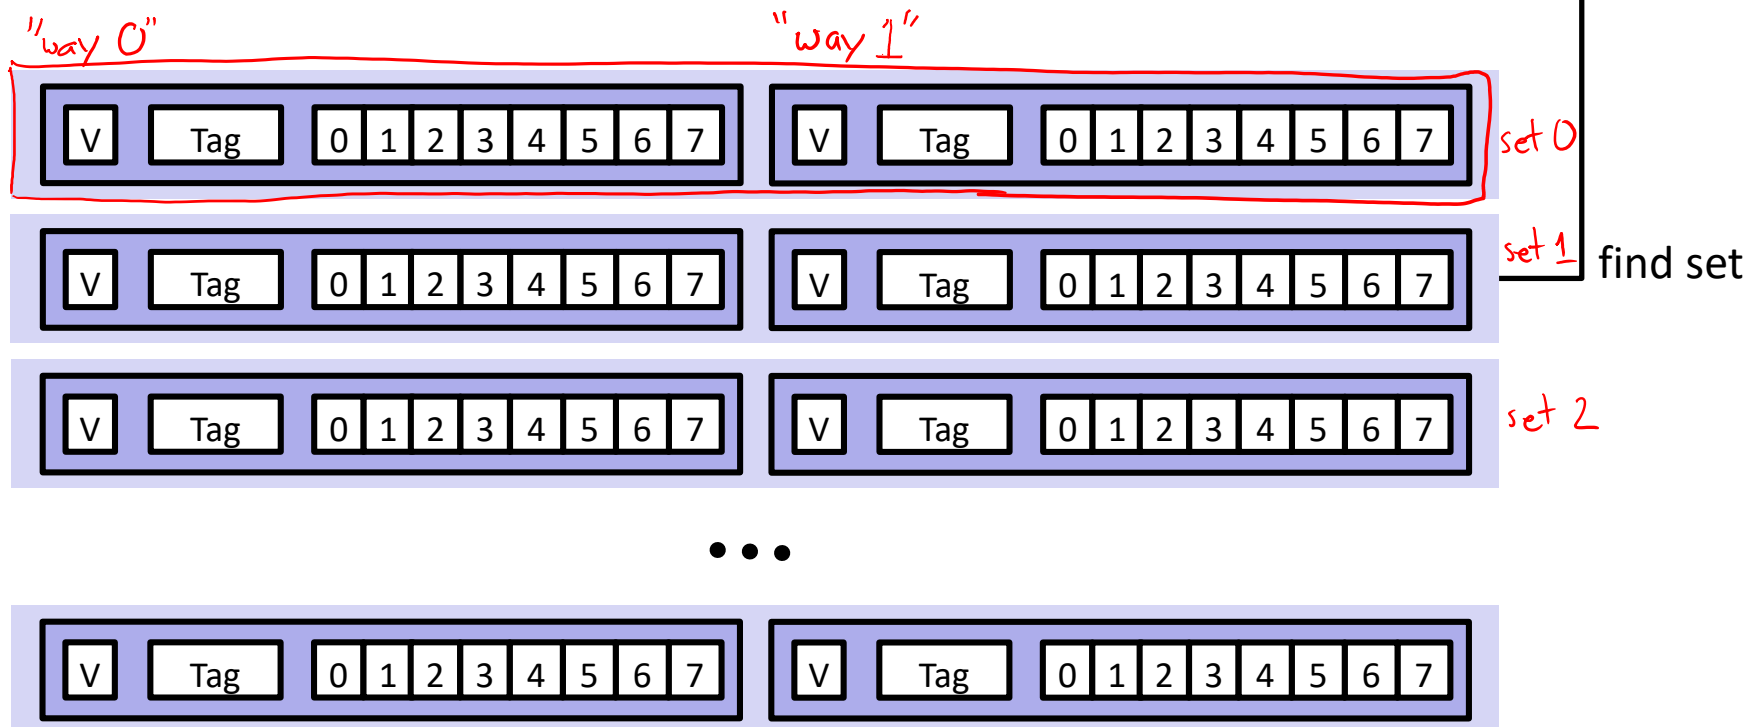 "way 0" "way 1"
V Tag 0 1 2 3 4 5 6 7 V Tag 0 1 2 3 4 5 6 7 set 0
V Tag 0 1 2 3 4 5 6 7 V Tag 0 1 2 3 4 5 6 7 set 1 find set
V Tag 0 1 2 3 4 5 6 7 V Tag 0 1 2 3 4 5 6 7 set 2
•••
V Tag 0 1 2 3 4 5 6 7 V Tag 0 1 2 3 4 5 6 7